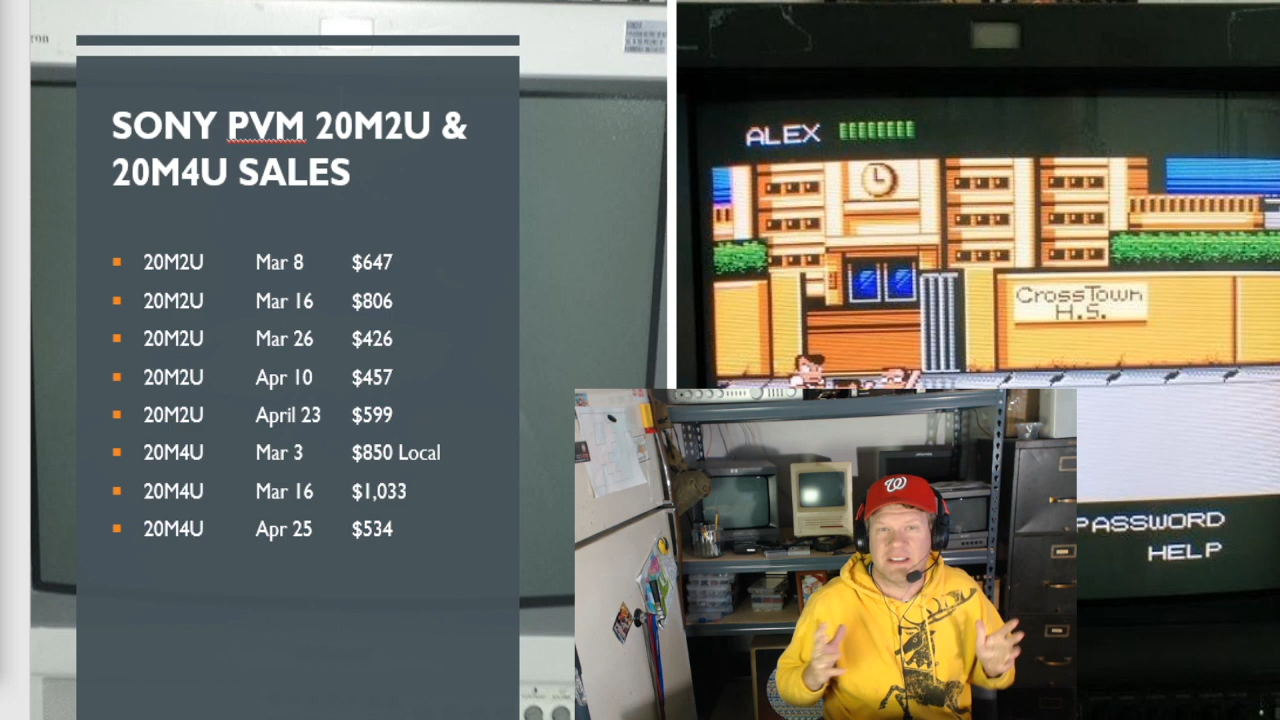 SONY PVM 20M2U &
20M4U SALES
20M2U Mar 8 $647
20M2U Mar 16 $806
20M2U Mar 26 $426
20M2U Apr 10 $457
20M2U April 23 $599
20M4U Mar 3 $850 Local
20M4U Mar 16 $1,033
20M4U Apr 25 $534
ALEX
CrossTown
H.S.
PASSWORD
HELP
W